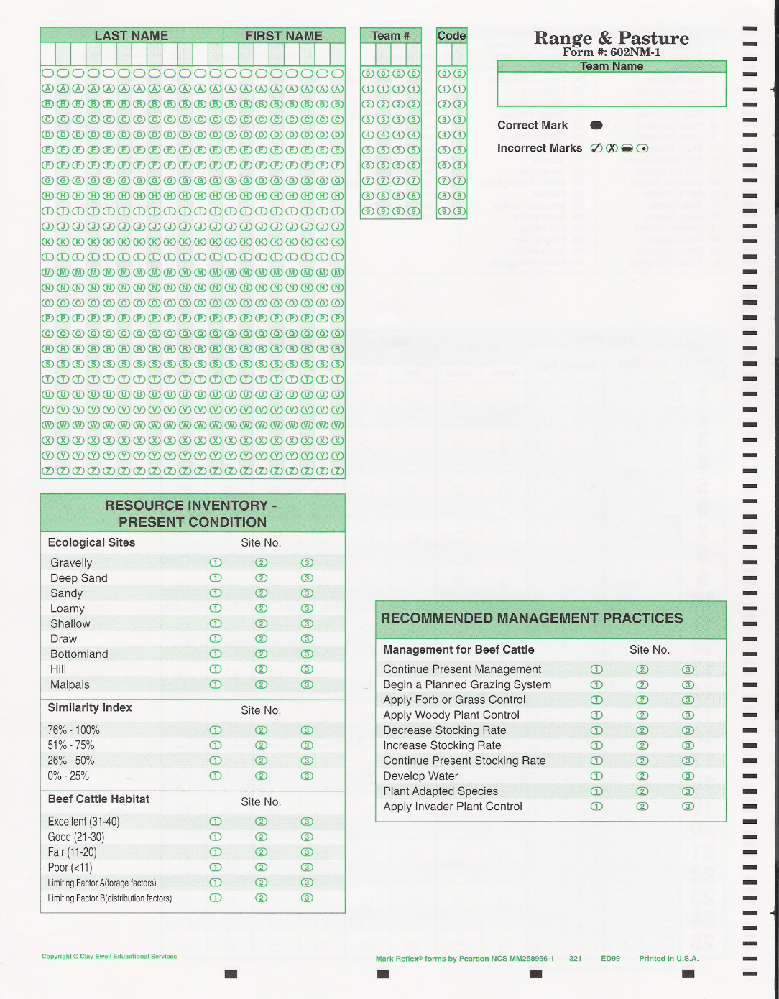 LAST NAME FIRST NAME Team # Code
Range & Pasture
Form #: 602NM-1
Team Name
Correct Mark
Incorrect Marks
0 0 0 0 0 0
A A A A A A A A A A A A A A A A A A A A 1 1 1 1 1 1
B B B B B B B B B B B B B B B B B B B B 2 2 2 2 2 2
C C C C C C C C C C C C C C C C C C C C 3 3 3 3 3 3
D D D D D D D D D D D D D D D D D D D D 4 4 4 4 4 4
E E E E E E E E E E E E E E E E E E E E 5 5 5 5 5 5
F F F F F F F F F F F F F F F F F F F F 6 6 6 6 6 6
G G G G G G G G G G G G G G G G G G G G 7 7 7 7 7 7
H H H H H H H H H H H H H H H H H H H H 8 8 8 8 8 8
I I I I I I I I I I I I I I I I I I I I 9 9 9 9 9 9
J J J J J J J J J J J J J J J J J J J J
K K K K K K K K K K K K K K K K K K K K
L L L L L L L L L L L L L L L L L L L L
M M M M M M M M M M M M M M M M M M M M
N N N N N N N N N N N N N N N N N N N N
O O O O O O O O O O O O O O O O O O O O
P P P P P P P P P P P P P P P P P P P P
Q Q Q Q Q Q Q Q Q Q Q Q Q Q Q Q Q Q Q Q
R R R R R R R R R R R R R R R R R R R R
S S S S S S S S S S S S S S S S S S S S
T T T T T T T T T T T T T T T T T T T T
U U U U U U U U U U U U U U U U U U U U
V V V V V V V V V V V V V V V V V V V V
W W W W W W W W W W W W W W W W W W W W
X X X X X X X X X X X X X X X X X X X X
Y Y Y Y Y Y Y Y Y Y Y Y Y Y Y Y Y Y Y Y
Z Z Z Z Z Z Z Z Z Z Z Z Z Z Z Z Z Z Z Z
RESOURCE INVENTORY -
PRESENT CONDITION
Ecological Sites Site No.
Gravelly 1 2 3
Deep Sand 1 2 3
Sandy 1 2 3
Loamy 1 2 3
Shallow 1 2 3
Draw 1 2 3
Bottomland 1 2 3
Hill 1 2 3
Malpais 1 2 3
Similarity Index Site No.
76% - 100% 1 2 3
51% - 75% 1 2 3
26% - 50% 1 2 3
0% - 25% 1 2 3
Beef Cattle Habitat Site No.
Excellent (31-40) 1 2 3
Good (21-30) 1 2 3
Fair (11-20) 1 2 3
Poor (<11) 1 2 3
Limiting Factor A(forage factors) 1 2 3
Limiting Factor B(distribution factors) 1 2 3
RECOMMENDED MANAGEMENT PRACTICES
Management for Beef Cattle Site No.
Continue Present Management 1 2 3
Begin a Planned Grazing System 1 2 3
Apply Forb or Grass Control 1 2 3
Apply Woody Plant Control 1 2 3
Decrease Stocking Rate 1 2 3
Increase Stocking Rate 1 2 3
Continue Present Stocking Rate 1 2 3
Develop Water 1 2 3
Plant Adapted Species 1 2 3
Apply Invader Plant Control 1 2 3
Copyright © Clay Ewell Educational Services
Mark Reflex® forms by Pearson NCS MM258956-1 321 ED99 Printed in U.S.A.